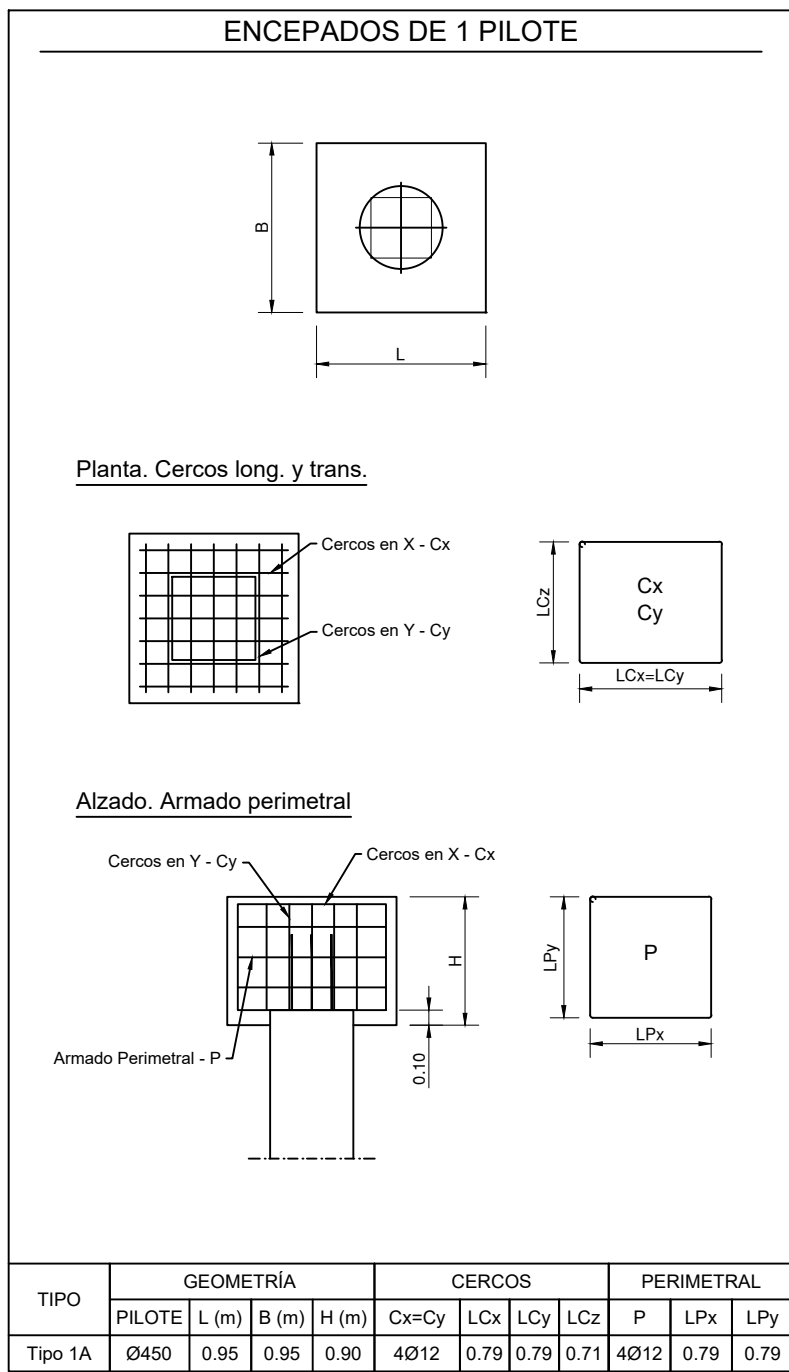 ENCEPADOS DE 1 PILOTE
B
L
Planta. Cercos long. y trans.
Cercos en X - Cx
Cercos en Y - Cy
LCz
Cx
Cy
LCx=LCy
Alzado. Armado perimetral
Cercos en Y - Cy
Cercos en X - Cx
H
0.10
Armado Perimetral - P
LPy
P
LPx
TIPO GEOMETRÍA CERCOS PERIMETRAL
PILOTE L (m) B (m) H (m) Cx=Cy LCx LCy LCz P LPx LPy
Tipo 1A Ø450 0.95 0.95 0.90 4Ø12 0.79 0.79 0.71 4Ø12 0.79 0.79